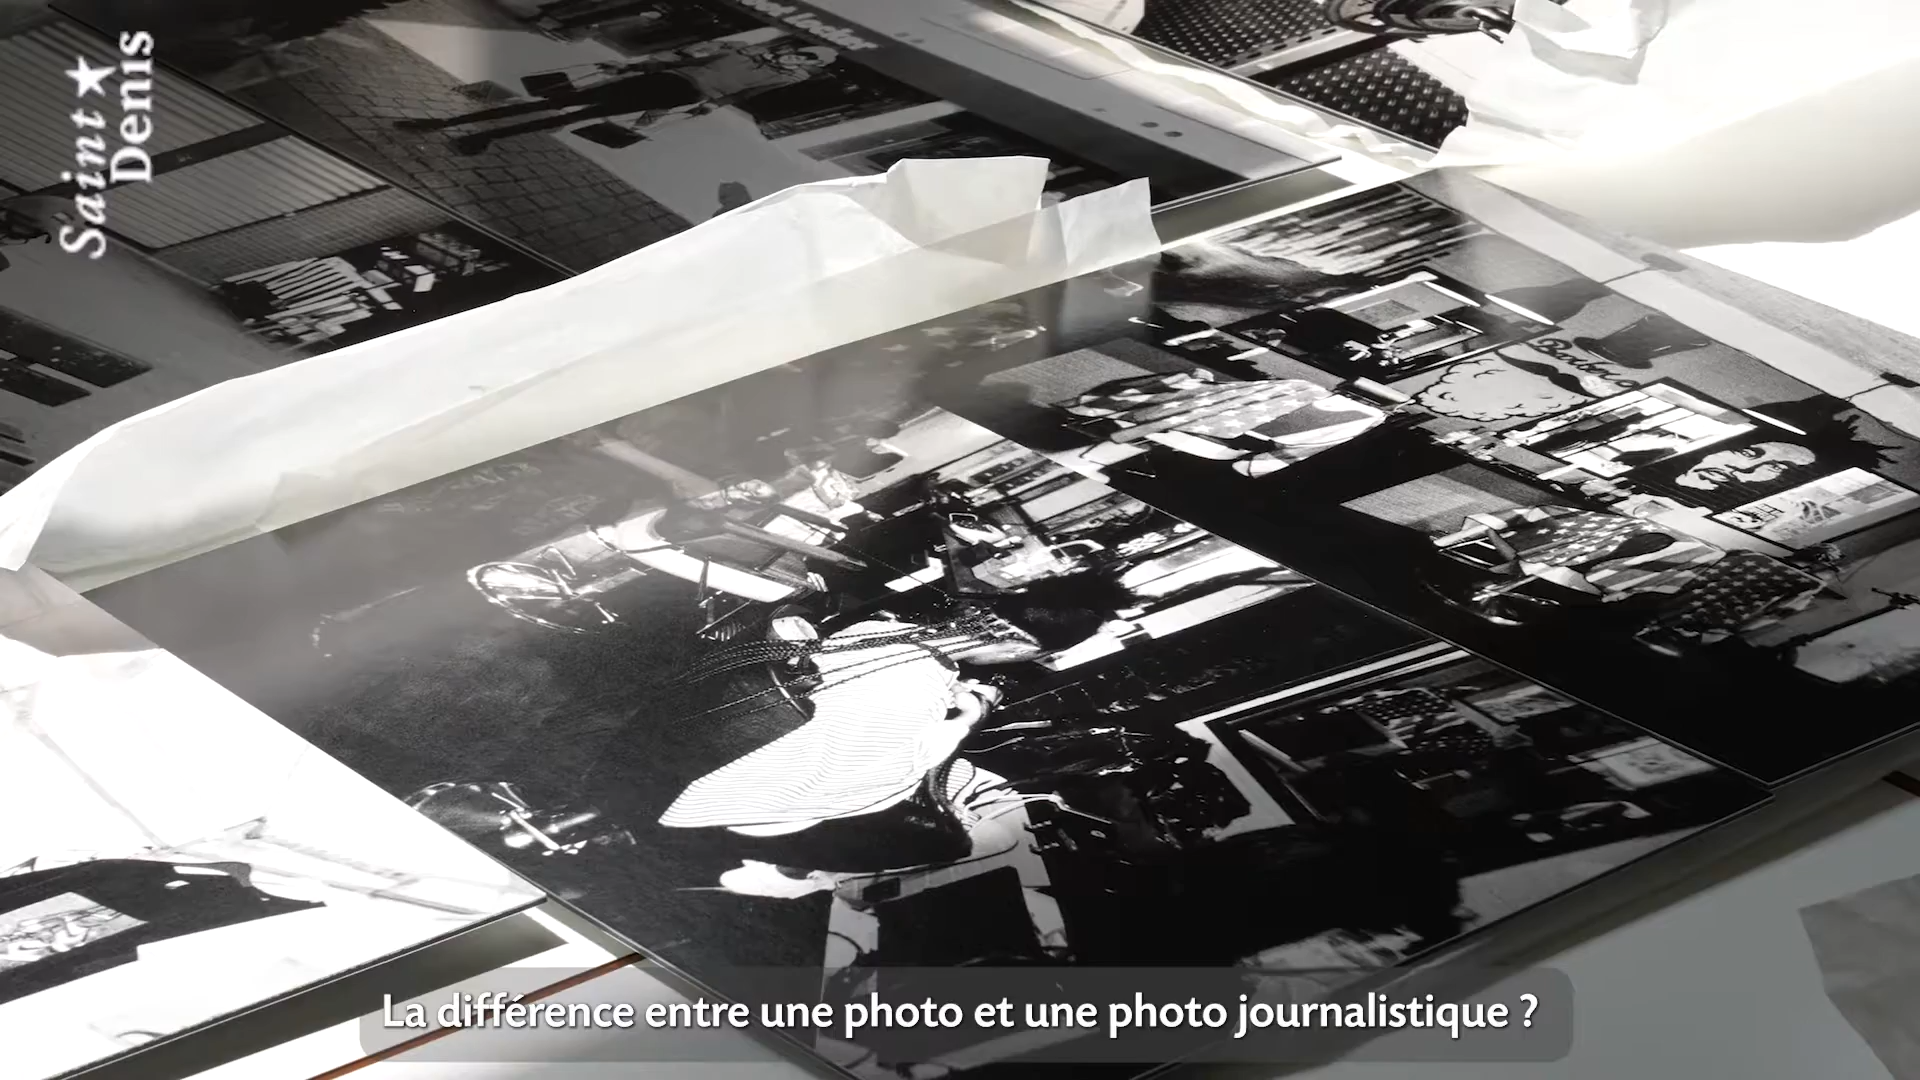 Saint
Denis
La différence entre une photo et une photo journalistique ?